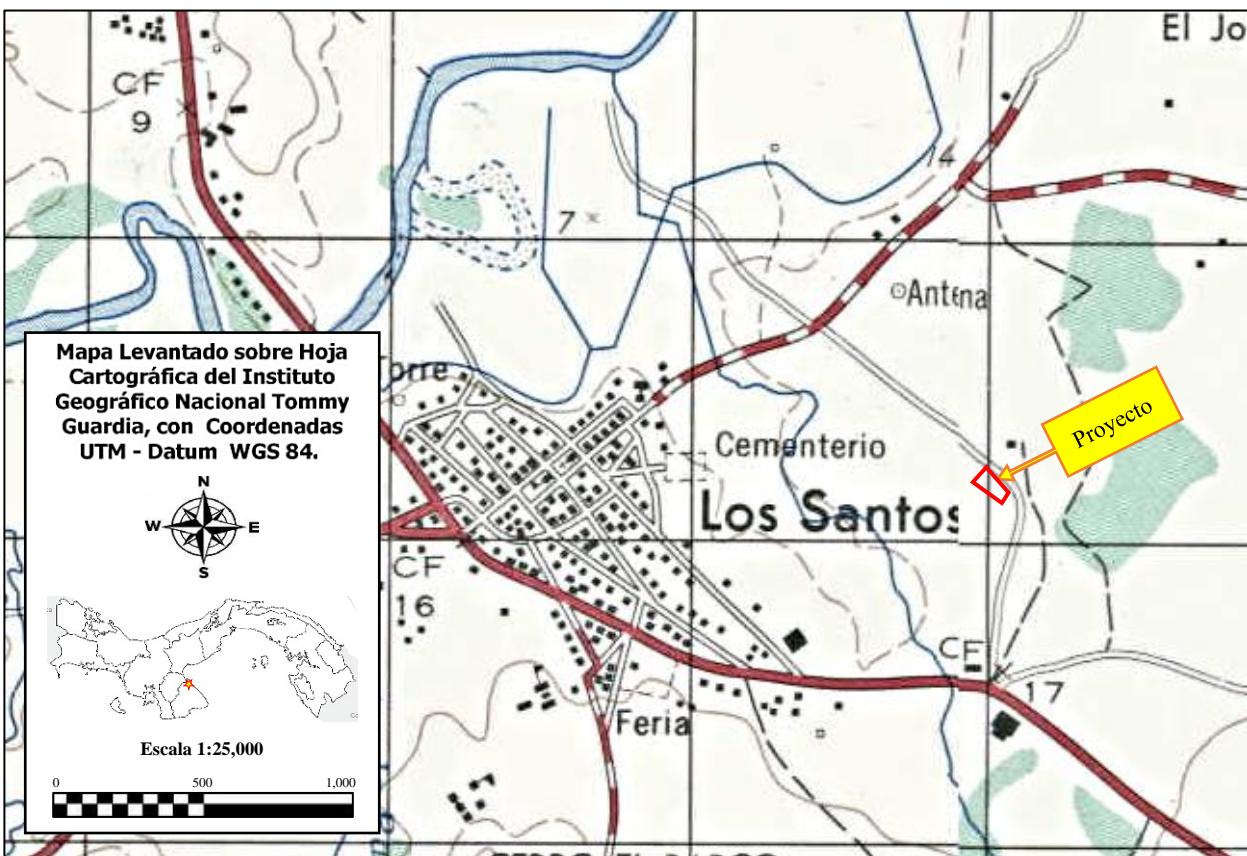 El Jo
CF
9
4
7
Antena
orre
Mapa Levantado sobre Hoja
Cartográfica del Instituto
Geográfico Nacional Tommy
Guardia, con Coordenadas
UTM - Datum WGS 84.
N
W
E
S
Proyecto
Cementerio
Los Santos
CF
16
CF
17
Feria
Escala 1:25,000
0
500
1,000